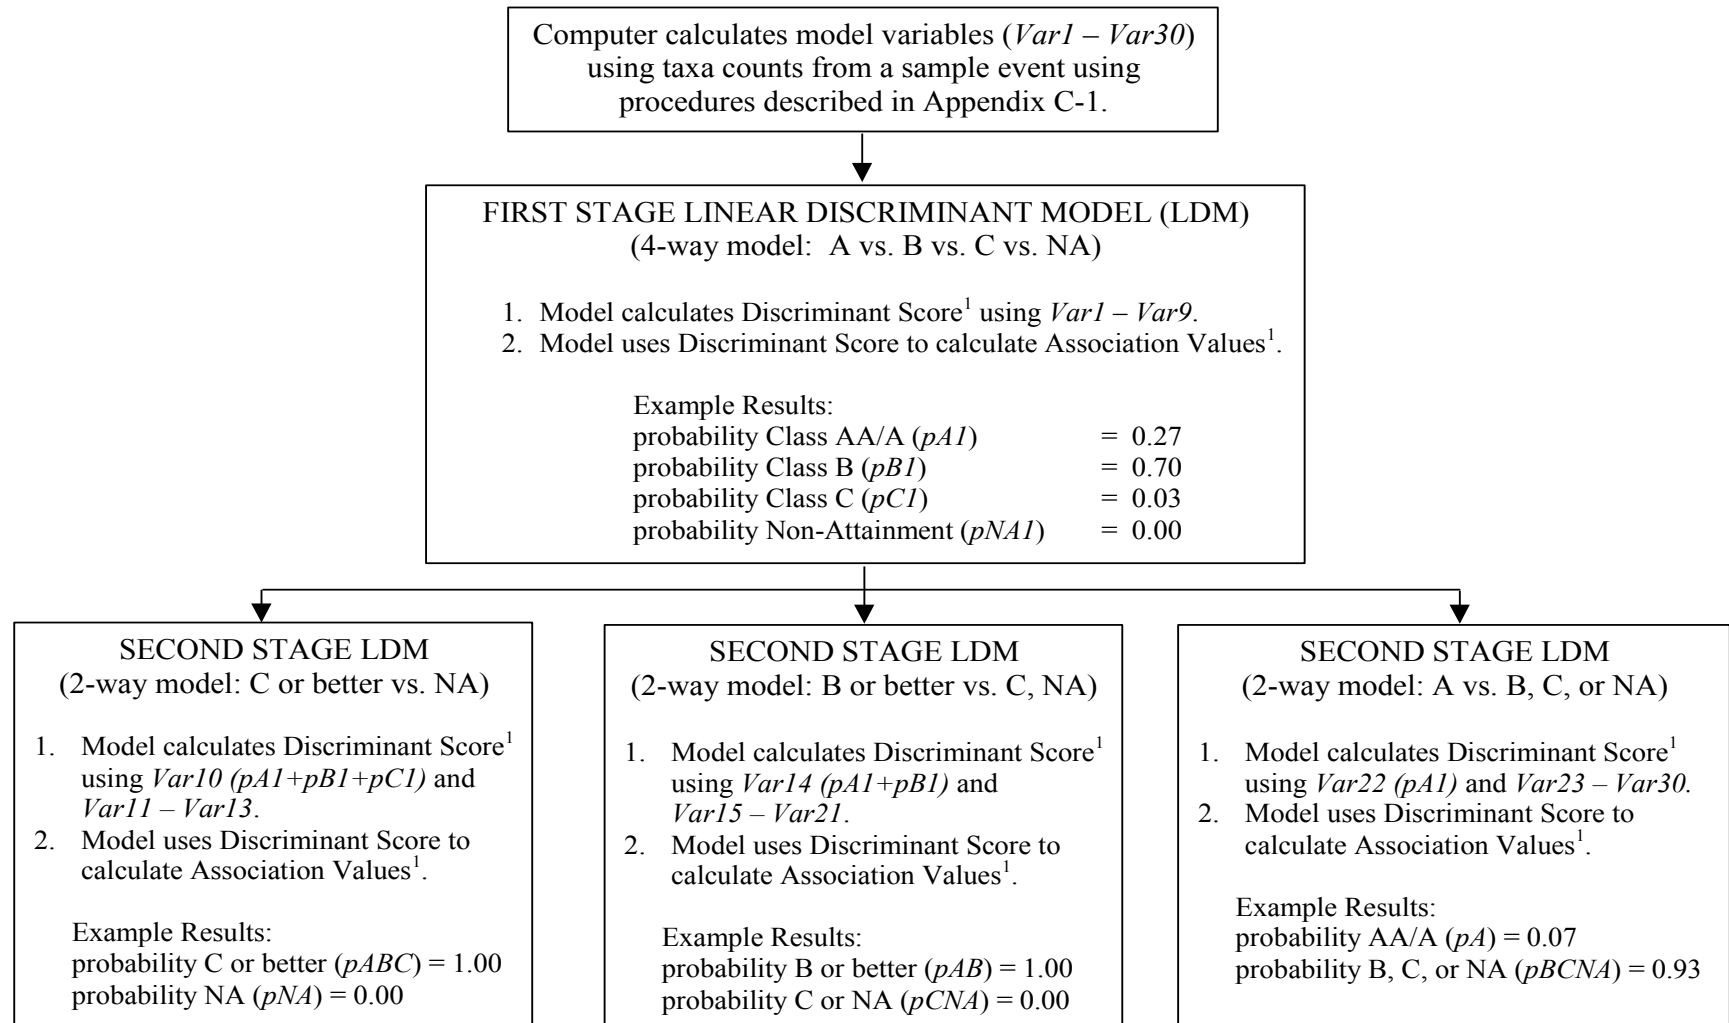 Computer calculates model variables (Var1 – Var30)
using taxa counts from a sample event using
procedures described in Appendix C-1.
FIRST STAGE LINEAR DISCRIMINANT MODEL (LDM)
(4-way model: A vs. B vs. C vs. NA)
1. Model calculates Discriminant Score¹ using Var1 – Var9.
2. Model uses Discriminant Score to calculate Association Values¹.
Example Results:
probability Class AA/A (pA1) = 0.27
probability Class B (pB1) = 0.70
probability Class C (pC1) = 0.03
probability Non-Attainment (pNA1) = 0.00
SECOND STAGE LDM
(2-way model: C or better vs. NA)
1. Model calculates Discriminant Score¹
using Var10 (pA1+pB1+pC1) and
Var11 – Var13.
2. Model uses Discriminant Score to
calculate Association Values¹.
Example Results:
probability C or better (pABC) = 1.00
probability NA (pNA) = 0.00
SECOND STAGE LDM
(2-way model: B or better vs. C, NA)
1. Model calculates Discriminant Score¹
using Var14 (pA1+pB1) and
Var15 – Var21.
2. Model uses Discriminant Score to
calculate Association Values¹.
Example Results:
probability B or better (pAB) = 1.00
probability C or NA (pCNA) = 0.00
SECOND STAGE LDM
(2-way model: A vs. B, C, or NA)
1. Model calculates Discriminant Score¹
using Var22 (pA1) and Var23 – Var30.
2. Model uses Discriminant Score to
calculate Association Values¹.
Example Results:
probability AA/A (pA) = 0.07
probability B, C, or NA (pBCNA) = 0.93